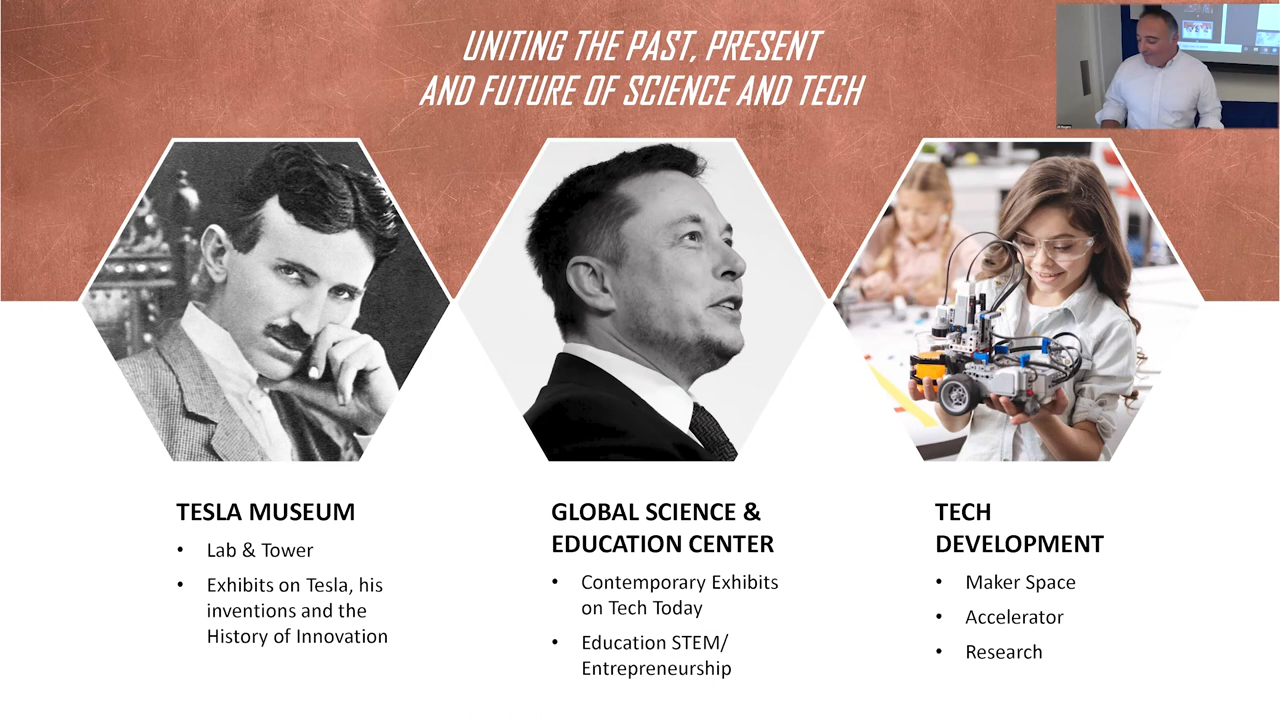 UNITING THE PAST, PRESENT
AND FUTURE OF SCIENCE AND TECH
TESLA MUSEUM
• Lab & Tower
• Exhibits on Tesla, his
inventions and the
History of Innovation
GLOBAL SCIENCE &
EDUCATION CENTER
• Contemporary Exhibits
on Tech Today
• Education STEM/
Entrepreneurship
TECH
DEVELOPMENT
• Maker Space
• Accelerator
• Research